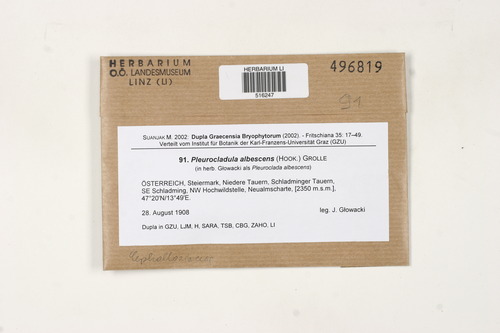 HERBARIUM
O.Ö. LANDESMUSEUM
LINZ (LI)
HERBARIUM LI
516247
496819
91
SUANJAK M. 2002: Dupla Graecensia Bryophytorum (2002). - Fritschiana 35: 17–49.
Verteilt vom Institut für Botanik der Karl-Franzens-Universität Graz (GZU)
91. Pleurocladula albescens (HOOK.) GROLLE
(in herb. Głowacki als Pleuroclada albescens)
ÖSTERREICH, Steiermark, Niedere Tauern, Schladminger Tauern,
SE Schladming, NW Hochwildstelle, Neualmscharte, [2350 m.s.m.],
47°20'N/13°49'E.
28. August 1908
leg. J. Głowacki
Dupla in GZU, LJM, H, SARA, TSB, CBG, ZAHO, LI